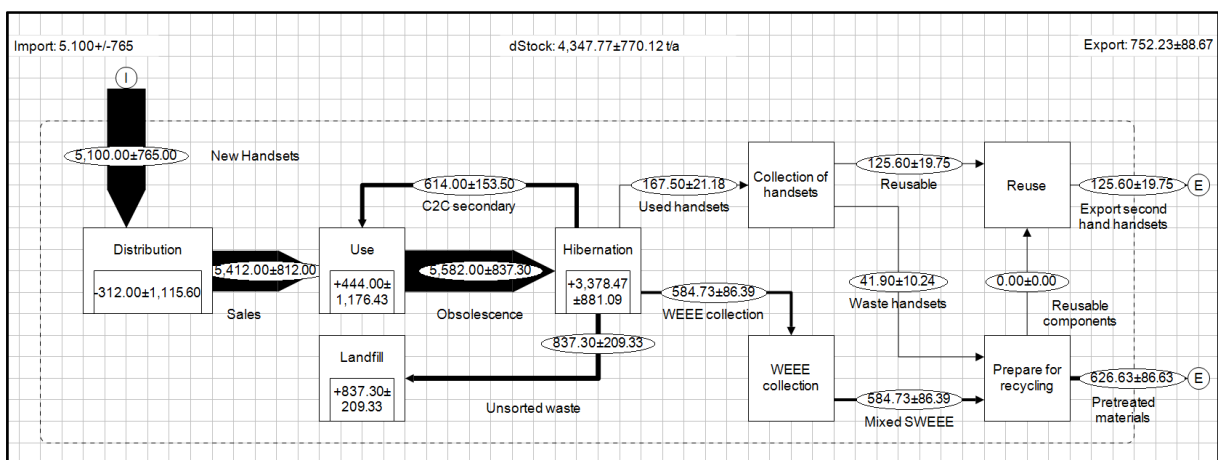 Import: 5.100+/-765
dStock: 4,347.77±770.12 t/a
Export: 752.23±88.67
I
5,100.00±765.00
New Handsets
614.00±153.50
C2C secondary
167.50±21.18
Used handsets
Collection of
handsets
125.60±19.75
Reusable
Reuse
125.60±19.75
E
Export second
hand handsets
Distribution
-312.00±1,115.60
5,412.00±812.00
Sales
Use
+444.00±
1,176.43
5,582.00±837.30
Obsolescence
Hibernation
+3,378.47
±881.09
584.73±86.39
WEEE collection
41.90±10.24
Waste handsets
0.00±0.00
Reusable
components
Landfill
+837.30±
209.33
837.30±209.33
Unsorted waste
WEEE
collection
584.73±86.39
Mixed SWEEE
Prepare for
recycling
626.63±86.63
E
Pretreated
materials